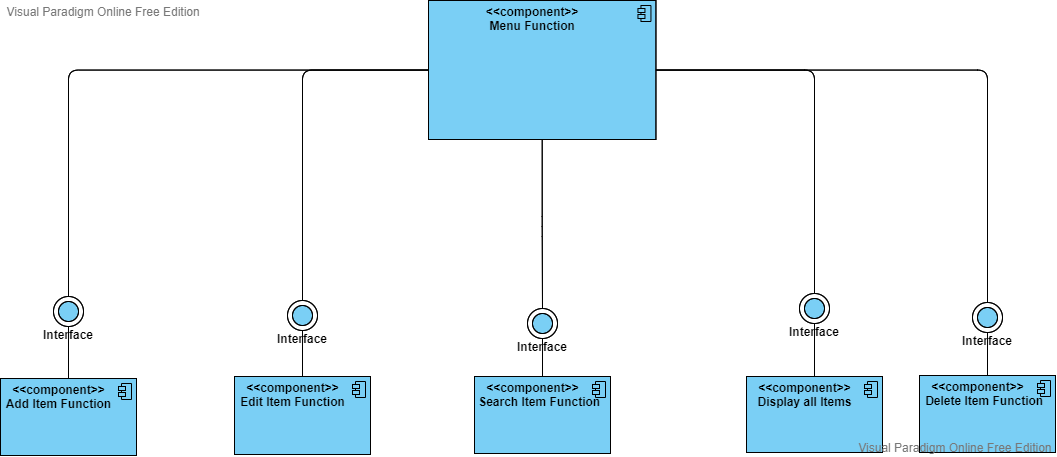 Visual Paradigm Online Free Edition
<<component>>
Menu Function
Interface
Interface
Interface
Interface
Interface
<<component>>
Add Item Function
<<component>>
Edit Item Function
<<component>>
Search Item Function
<<component>>
Display all Items
<<component>>
Delete Item Function
Visual Paradigm Online Free Edition